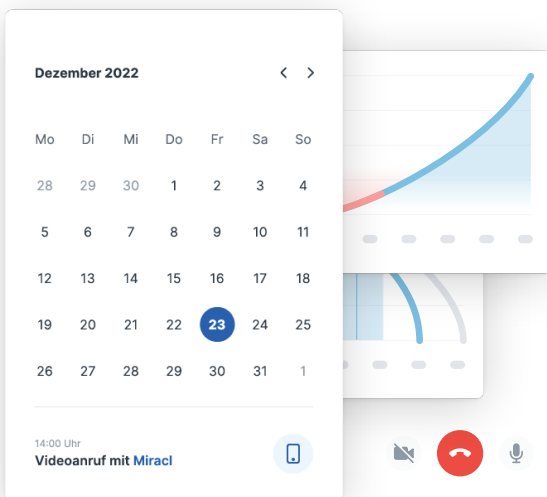 Dezember 2022
Mo Di Mi Do Fr Sa So
28 29 30 1 2 3 4
5 6 7 8 9 10 11
12 13 14 15 16 17 18
19 20 21 22 23 24 25
26 27 28 29 30 31 1
14:00 Uhr
Videoanruf mit Miracl